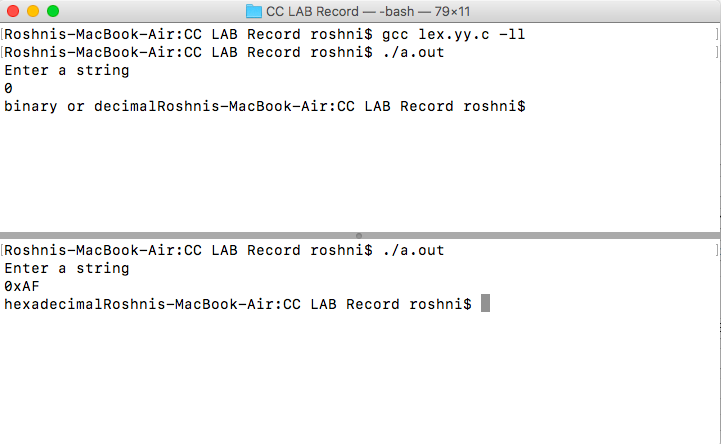 CC LAB Record — -bash — 79×11
[Roshnis-MacBook-Air:CC LAB Record roshni$ gcc lex.yy.c -ll ]
[Roshnis-MacBook-Air:CC LAB Record roshni$ ./a.out ]
Enter a string
0
binary or decimalRoshnis-MacBook-Air:CC LAB Record roshni$
[Roshnis-MacBook-Air:CC LAB Record roshni$ ./a.out ]
Enter a string
0xAF
hexadecimalRoshnis-MacBook-Air:CC LAB Record roshni$